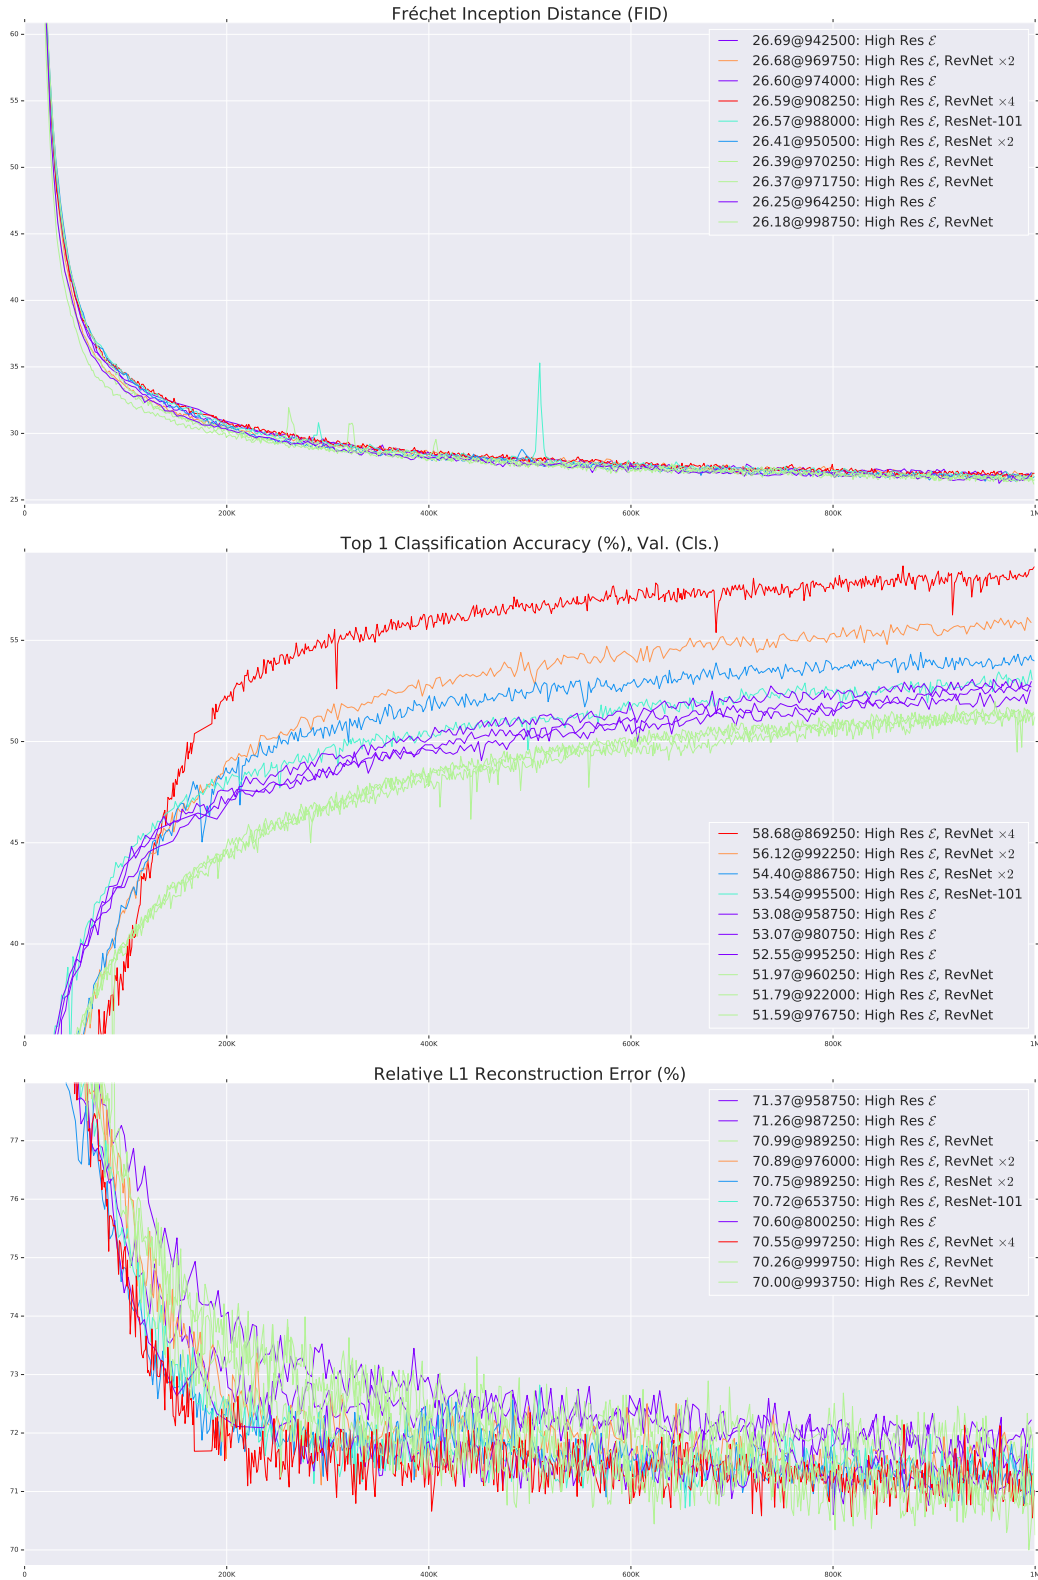 Fréchet Inception Distance (FID)
60
55
50
45
40
35
30
25
26.69@942500: High Res ℰ
26.68@969750: High Res ℰ, RevNet ×2
26.60@974000: High Res ℰ
26.59@908250: High Res ℰ, RevNet ×4
26.57@988000: High Res ℰ, ResNet-101
26.41@950500: High Res ℰ, ResNet ×2
26.39@970250: High Res ℰ, RevNet
26.37@971750: High Res ℰ, RevNet
26.25@964250: High Res ℰ
26.18@998750: High Res ℰ, RevNet
0 200K 400K 600K 800K 1M
Top 1 Classification Accuracy (%), Val. (Cls.)
55
50
45
40
58.68@869250: High Res ℰ, RevNet ×4
56.12@992250: High Res ℰ, RevNet ×2
54.40@886750: High Res ℰ, ResNet ×2
53.54@995500: High Res ℰ, ResNet-101
53.08@958750: High Res ℰ
53.07@980750: High Res ℰ
52.55@995250: High Res ℰ
51.97@960250: High Res ℰ, RevNet
51.79@922000: High Res ℰ, RevNet
51.59@976750: High Res ℰ, RevNet
0 200K 400K 600K 800K 1M
Relative L1 Reconstruction Error (%)
77
76
75
74
73
72
71
70
71.37@958750: High Res ℰ
71.26@987250: High Res ℰ
70.99@989250: High Res ℰ, RevNet
70.89@976000: High Res ℰ, RevNet ×2
70.75@989250: High Res ℰ, ResNet ×2
70.72@653750: High Res ℰ, ResNet-101
70.60@800250: High Res ℰ
70.55@997250: High Res ℰ, RevNet ×4
70.26@999750: High Res ℰ, RevNet
70.00@993750: High Res ℰ, RevNet
0 200K 400K 600K 800K 1M